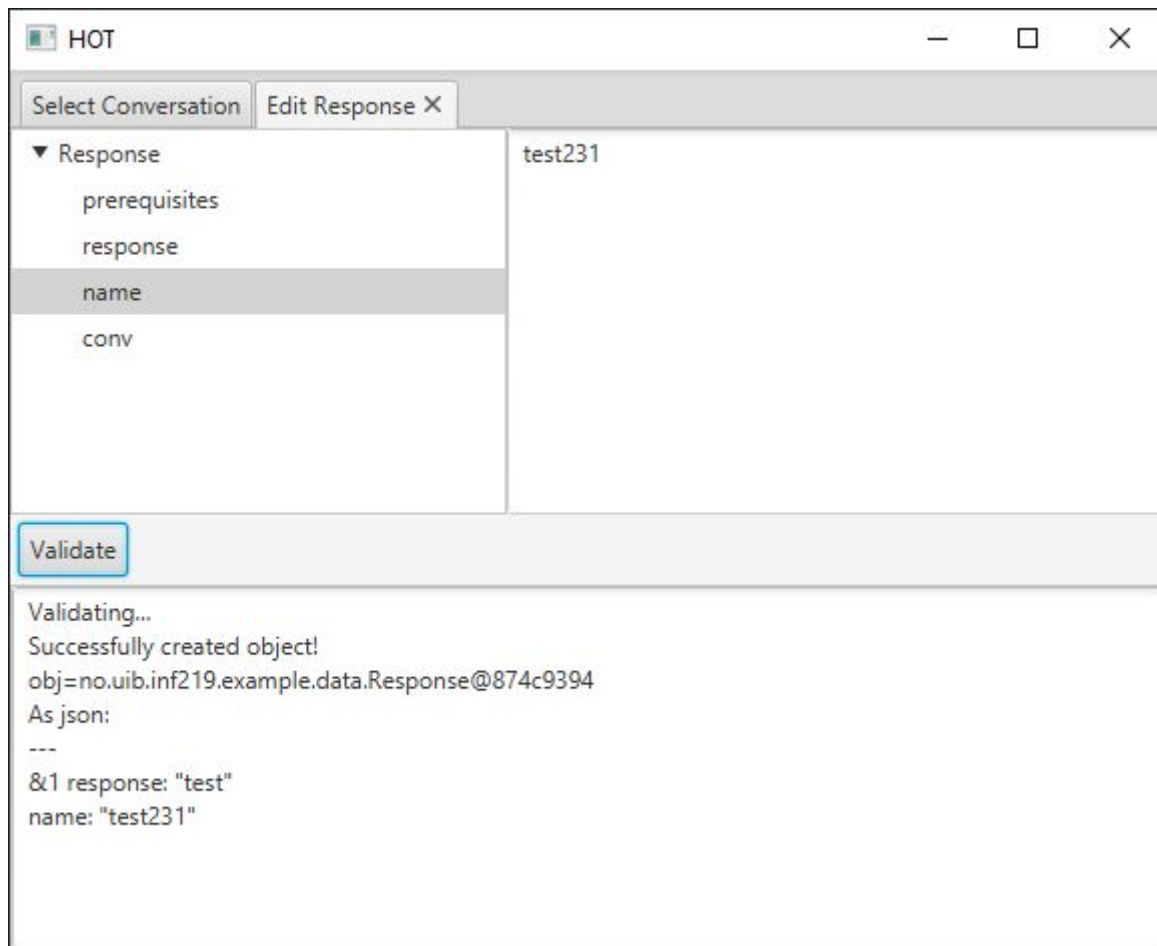 HOT
Select Conversation
Edit Response
Response
prerequisites
response
name
conv
test231
Validate
Validating...
Successfully created object!
obj=no.uib.inf219.example.data.Response@874c9394
As json:
---
&1 response: "test"
name: "test231"